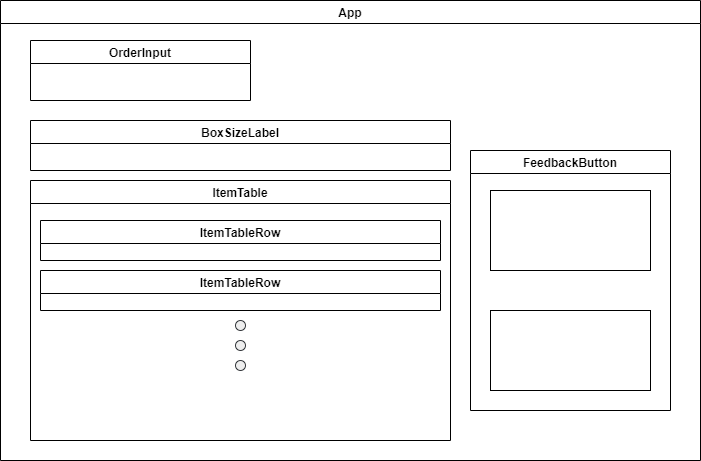 App
OrderInput
BoxSizeLabel
FeedbackButton
ItemTable
ItemTableRow
ItemTableRow